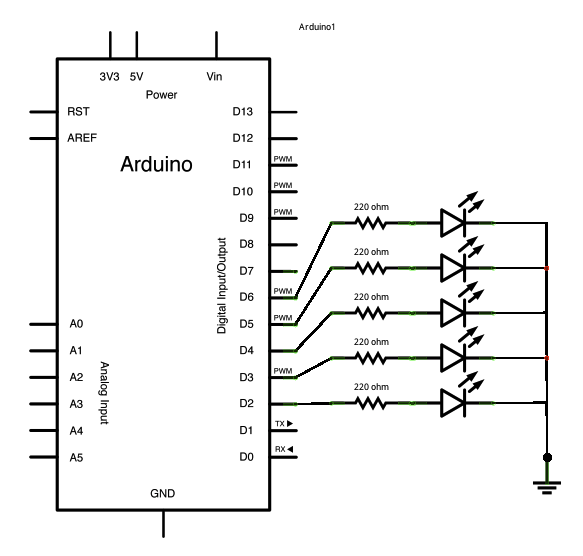 Arduino1
3V3 5V Vin
Power
RST
AREF
Arduino
D13
D12
PWM
D11
PWM
D10
PWM
D9
D8
D7
PWM
D6
PWM
D5
D4
PWM
D3
D2
TX ▶
D1
RX ◀
D0
Digital Input/Output
A0
A1
A2
A3
A4
A5
Analog Input
GND
220 ohm
220 ohm
220 ohm
220 ohm
220 ohm